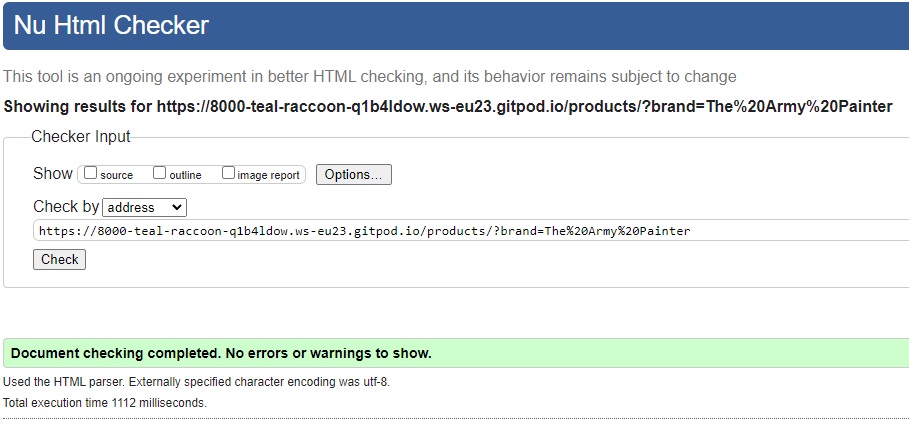 Nu Html Checker
This tool is an ongoing experiment in better HTML checking, and its behavior remains subject to change
Showing results for https://8000-teal-raccoon-q1b4ldow.ws-eu23.gitpod.io/products/?brand=The%20Army%20Painter
Checker Input
Show source outline image report Options...
Check by address
https://8000-teal-raccoon-q1b4ldow.ws-eu23.gitpod.io/products/?brand=The%20Army%20Painter
Check
Document checking completed. No errors or warnings to show.
Used the HTML parser. Externally specified character encoding was utf-8.
Total execution time 1112 milliseconds.